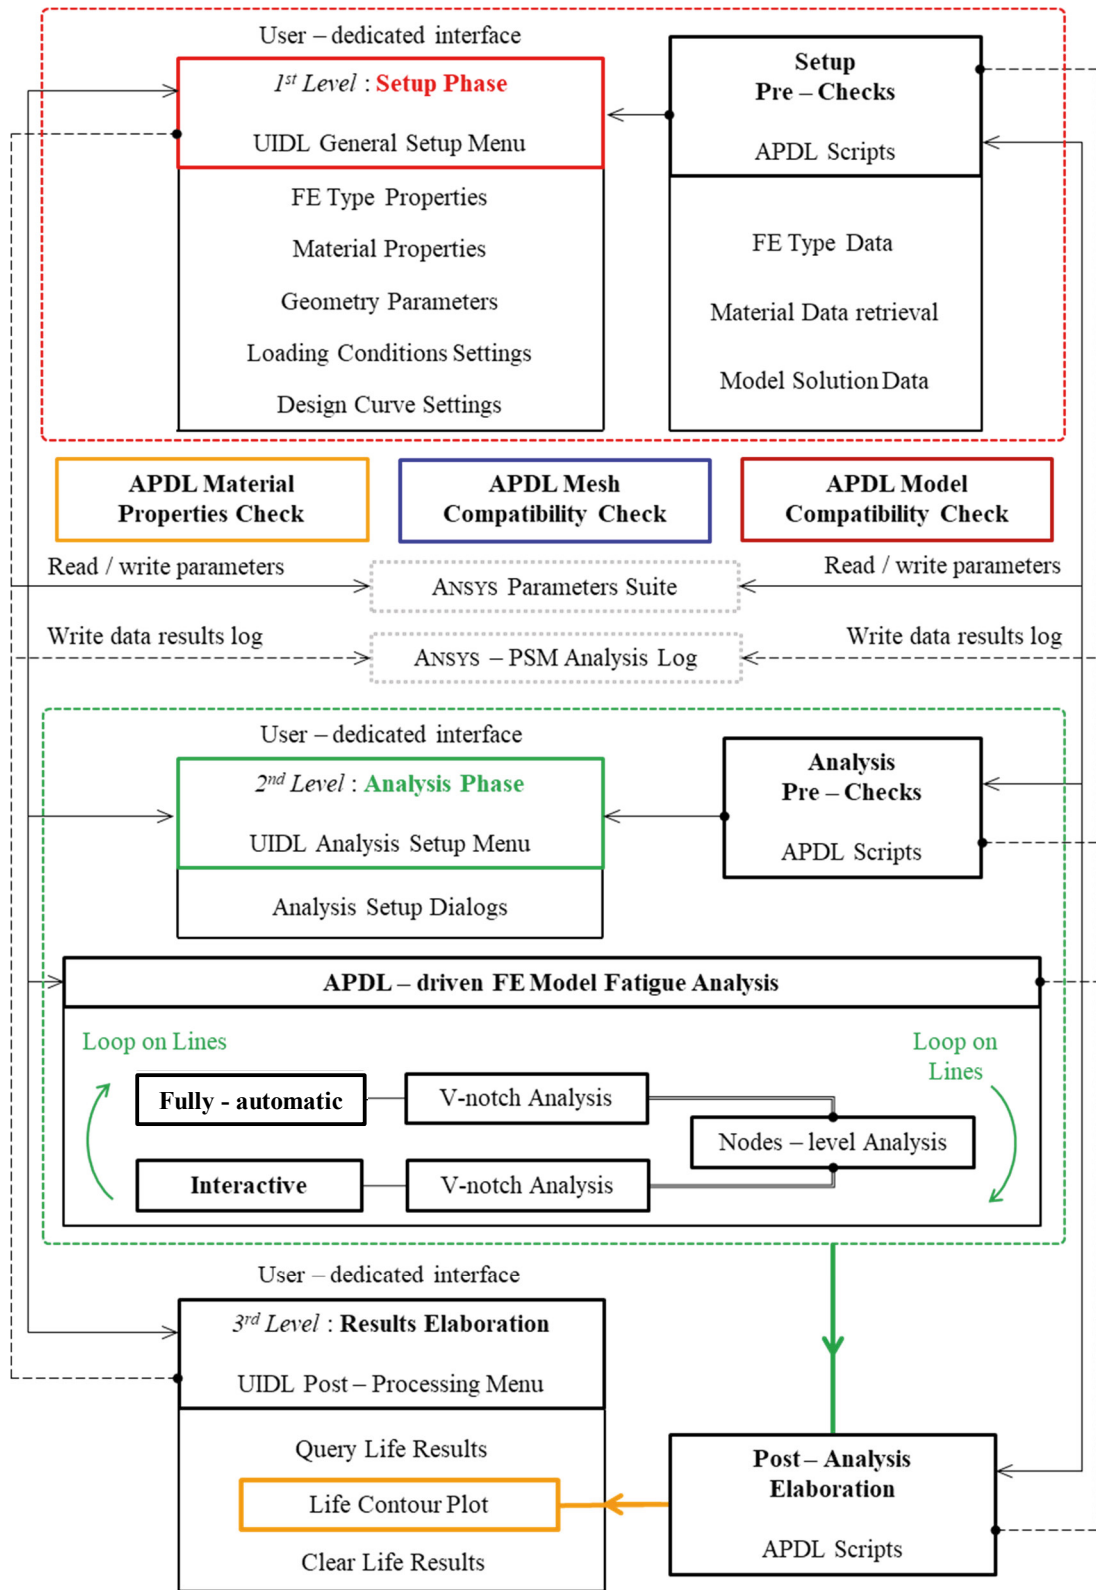 User – dedicated interface
1st Level : Setup Phase
UIDL General Setup Menu
FE Type Properties
Material Properties
Geometry Parameters
Loading Conditions Settings
Design Curve Settings
Setup
Pre – Checks
APDL Scripts
FE Type Data
Material Data retrieval
Model Solution Data
APDL Material
Properties Check
APDL Mesh
Compatibility Check
APDL Model
Compatibility Check
Read / write parameters
ANSYS Parameters Suite
Read / write parameters
Write data results log
ANSYS – PSM Analysis Log
Write data results log
User – dedicated interface
2nd Level : Analysis Phase
UIDL Analysis Setup Menu
Analysis Setup Dialogs
Analysis
Pre – Checks
APDL Scripts
APDL – driven FE Model Fatigue Analysis
Loop on Lines
Loop on
Lines
Fully - automatic
V-notch Analysis
Nodes – level Analysis
Interactive
V-notch Analysis
User – dedicated interface
3rd Level : Results Elaboration
UIDL Post – Processing Menu
Query Life Results
Life Contour Plot
Clear Life Results
Post – Analysis
Elaboration
APDL Scripts